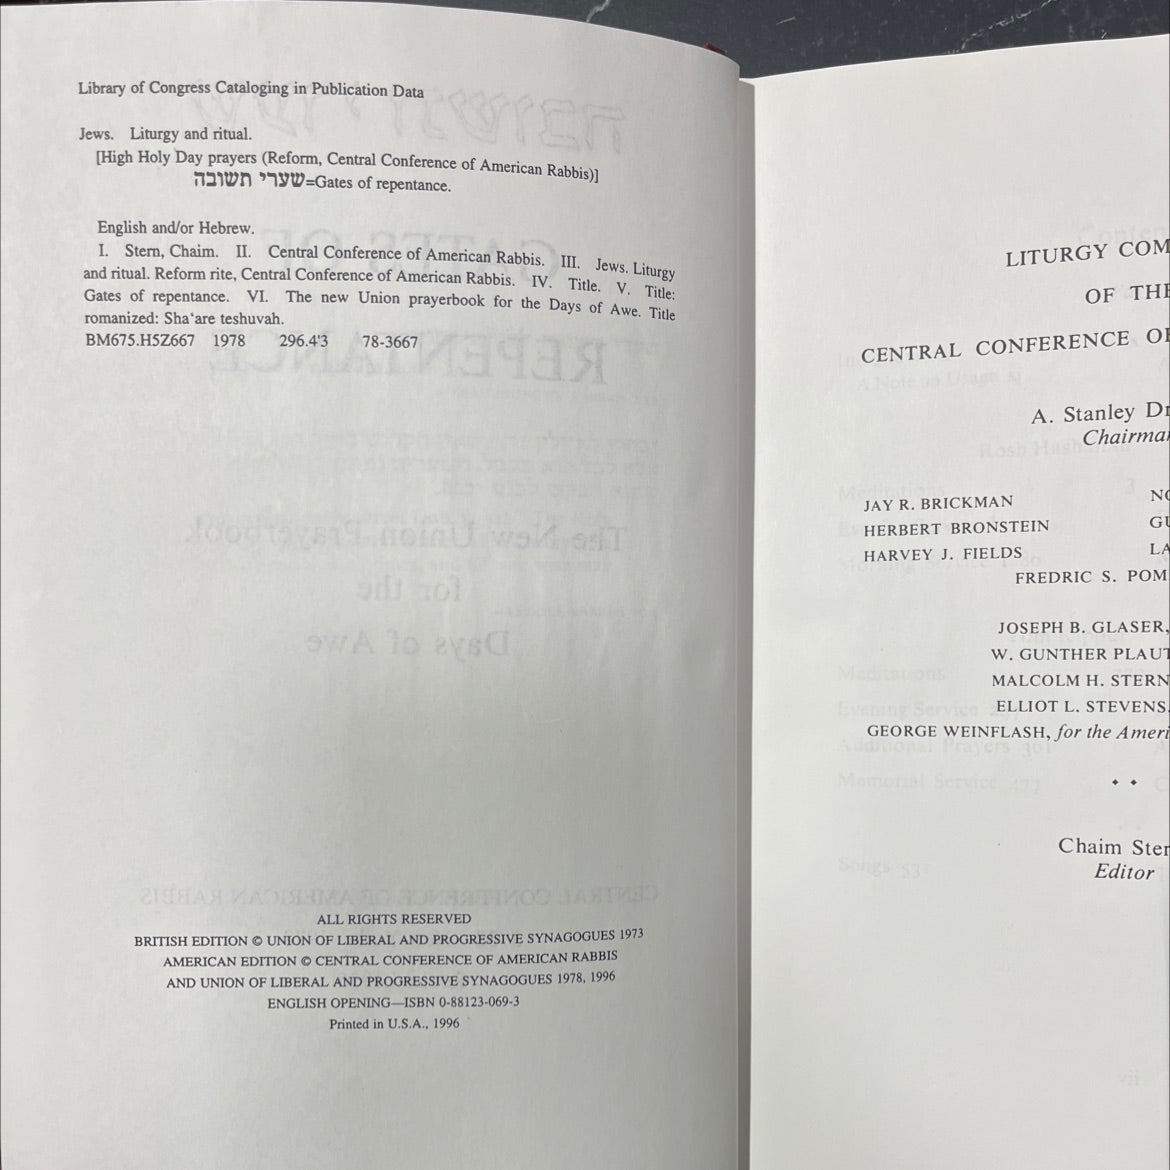 Library of Congress Cataloging in Publication Data
Jews. Liturgy and ritual.
[High Holy Day prayers (Reform, Central Conference of American Rabbis)]
שערי תשובה=Gates of repentance.
English and/or Hebrew.
I. Stern, Chaim. II. Central Conference of American Rabbis. III. Jews. Liturgy
and ritual. Reform rite, Central Conference of American Rabbis. IV. Title. V. Title:
Gates of repentance. VI. The new Union prayerbook for the Days of Awe. Title
romanized: Sha'are teshuvah.
BM675.H5Z667 1978 296.4'3 78-3667
ALL RIGHTS RESERVED
BRITISH EDITION © UNION OF LIBERAL AND PROGRESSIVE SYNAGOGUES 1973
AMERICAN EDITION © CENTRAL CONFERENCE OF AMERICAN RABBIS
AND UNION OF LIBERAL AND PROGRESSIVE SYNAGOGUES 1978, 1996
ENGLISH OPENING—ISBN 0-88123-069-3
Printed in U.S.A., 1996
LITURGY COM
OF THE
CENTRAL CONFERENCE OF
A. Stanley Dr
Chairman
JAY R. BRICKMAN NO
HERBERT BRONSTEIN GU
HARVEY J. FIELDS LA
FREDRIC S. POM
JOSEPH B. GLASER,
W. GUNTHER PLAUT
MALCOLM H. STERN
ELLIOT L. STEVENS,
GEORGE WEINFLASH, for the Ameri
Chaim Ster
Editor